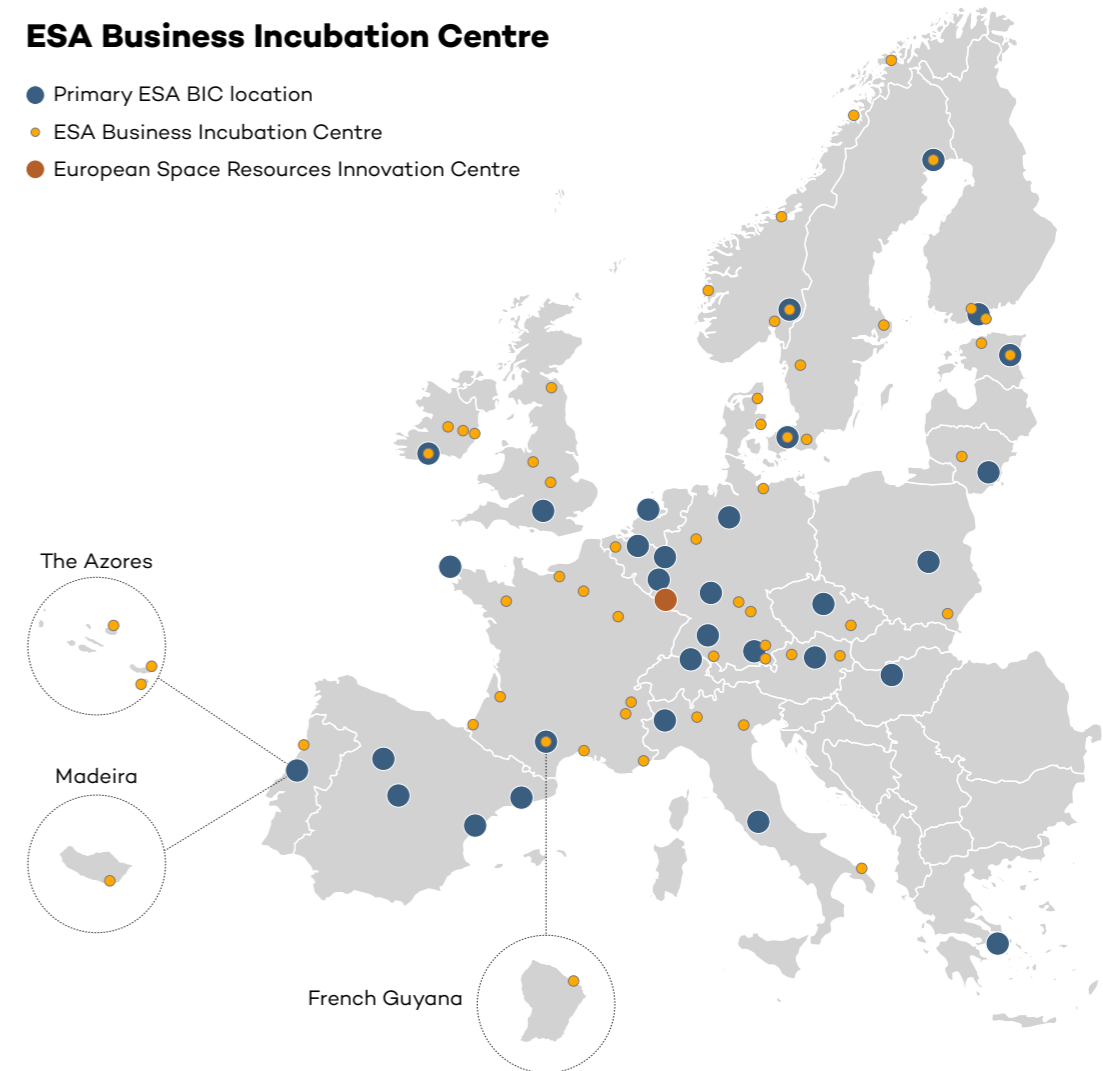 ESA Business Incubation Centre
Primary ESA BIC location
ESA Business Incubation Centre
European Space Resources Innovation Centre
The Azores
Madeira
French Guyana